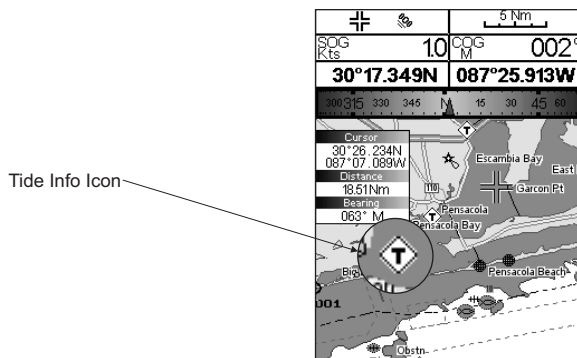 5 Nm
SOG Kts 1.0 COG M 002°
30°17.349N 087°25.913W
300 315 330 345 N 15 30 45 60
Cursor
30°26.234N
087°07.089W
Distance
18.51Nm
Bearing
063° M
T
Escambia Bay
East
110
Garcon Pt
T
Pensacola
Pensacola Bay
Tide Info Icon
T
Big
Pensacola Beach
001
Obstn